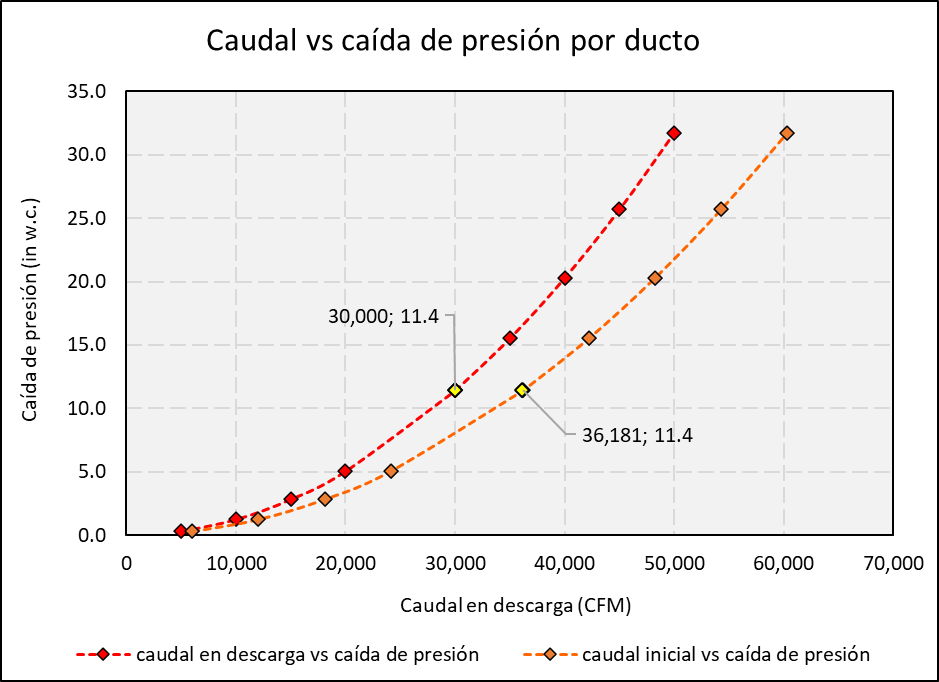 Caudal vs caída de presión por ducto
35.0
30.0
25.0
20.0
15.0
10.0
5.0
0.0
Caída de presión (in w.c.)
30,000; 11.4
36,181; 11.4
0 10,000 20,000 30,000 40,000 50,000 60,000 70,000
Caudal en descarga (CFM)
caudal en descarga vs caída de presión caudal inicial vs caída de presión